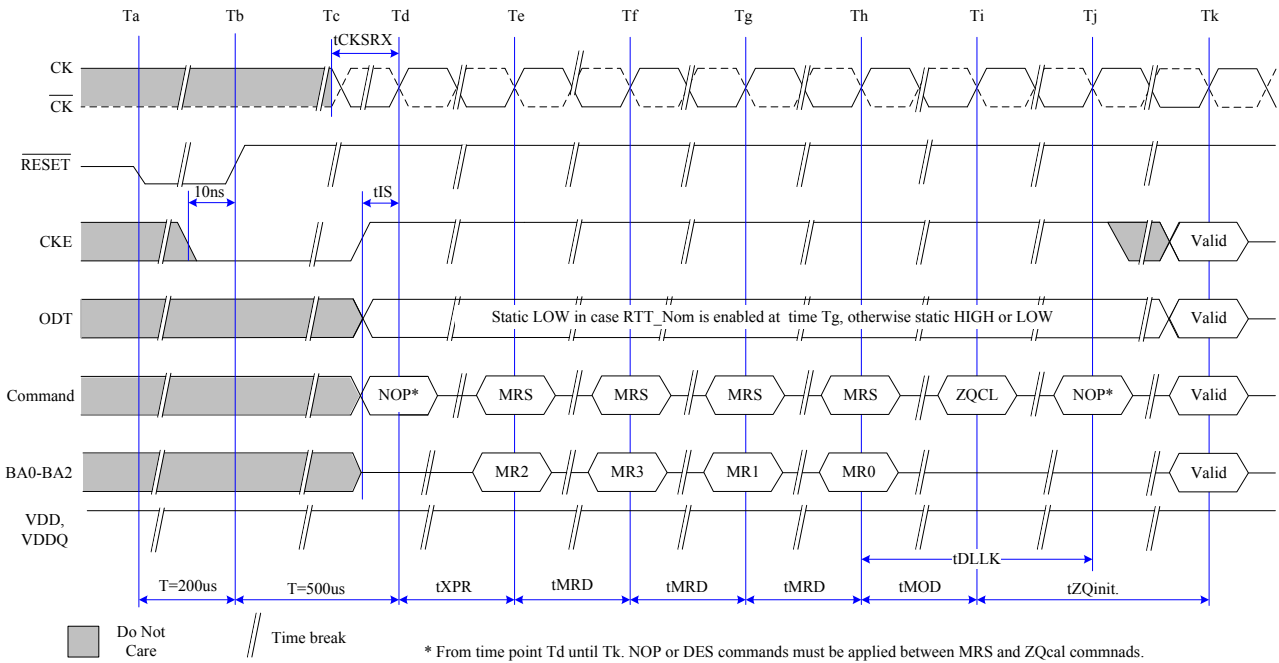 Ta Tb Tc Td Te Tf Tg Th Ti Tj Tk
tCKSRX
CK
CK
RESET
10ns
tIS
CKE
Valid
ODT
Static LOW in case RTT_Nom is enabled at time Tg, otherwise static HIGH or LOW
Valid
Command
NOP* MRS MRS MRS MRS ZQCL NOP* Valid
BA0-BA2
MR2 MR3 MR1 MR0 Valid
VDD,
VDDQ
tDLLK
T=200us T=500us tXPR tMRD tMRD tMRD tMOD tZQinit.
Do Not
Care
Time break
* From time point Td until Tk. NOP or DES commands must be applied between MRS and ZQcal commnads.